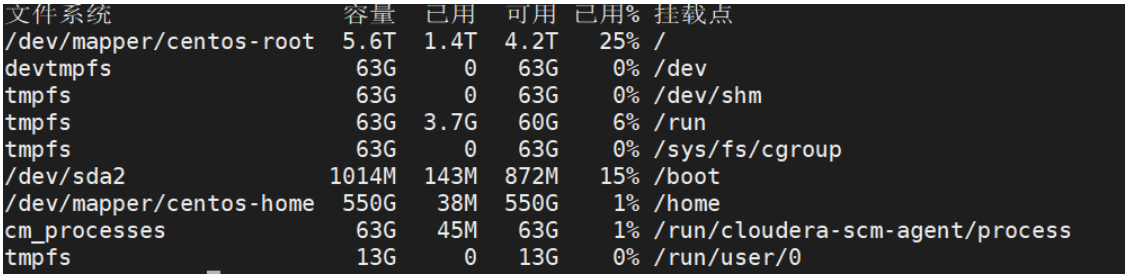 文件系统 容量 已用 可用 已用% 挂载点
/dev/mapper/centos-root 5.6T 1.4T 4.2T 25% /
devtmpfs 63G 0 63G 0% /dev
tmpfs 63G 0 63G 0% /dev/shm
tmpfs 63G 3.7G 60G 6% /run
tmpfs 63G 0 63G 0% /sys/fs/cgroup
/dev/sda2 1014M 143M 872M 15% /boot
/dev/mapper/centos-home 550G 38M 550G 1% /home
cm_processes 63G 45M 63G 1% /run/cloudera-scm-agent/process
tmpfs 13G 0 13G 0% /run/user/0